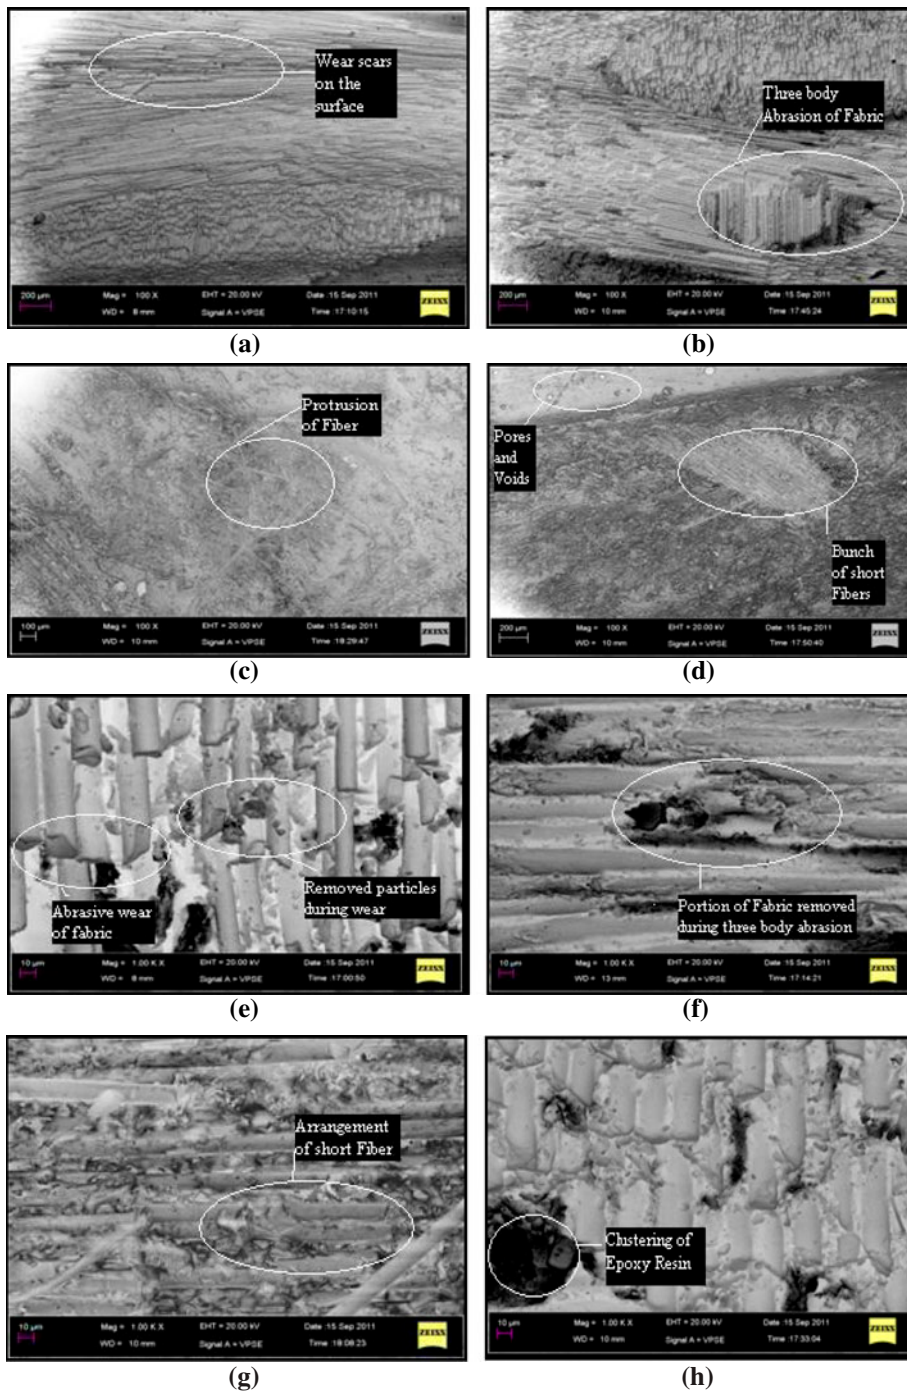 Wear scars
on the
surface
200 µm
Mag = 100 X
EHT = 20.00 kV
Date :15 Sep 2011
ZEISS
WD = 8 mm
Signal A = VPSE
Time :17:10:15
(a)
Three body
Abrasion of Fabric
200 µm
Mag = 100 X
EHT = 20.00 kV
Date :15 Sep 2011
ZEISS
WD = 10 mm
Signal A = VPSE
Time :17:45:24
(b)
Protrusion
of Fiber
100 µm
Mag = 100 X
EHT = 20.00 kV
Date :15 Sep 2011
ZEISS
WD = 10 mm
Signal A = VPSE
Time :18:29:47
(c)
Pores
and
Voids
Bunch
of short
Fibers
200 µm
Mag = 100 X
EHT = 20.00 kV
Date :15 Sep 2011
ZEISS
WD = 10 mm
Signal A = VPSE
Time :17:50:40
(d)
Abrasive wear
of fabric
Removed particles
during wear
10 µm
Mag = 1.00 K X
EHT = 20.00 kV
Date :15 Sep 2011
ZEISS
WD = 8 mm
Signal A = VPSE
Time :17:00:50
(e)
Portion of Fabric removed
during three body abrasion
10 µm
Mag = 1.00 K X
EHT = 20.00 kV
Date :15 Sep 2011
ZEISS
WD = 13 mm
Signal A = VPSE
Time :17:14:21
(f)
Arrangement
of short Fiber
10 µm
Mag = 1.00 K X
EHT = 20.00 kV
Date :15 Sep 2011
ZEISS
WD = 10 mm
Signal A = VPSE
Time :18:08:23
(g)
Clustering of
Epoxy Resin
10 µm
Mag = 1.00 K X
EHT = 20.00 kV
Date :15 Sep 2011
ZEISS
WD = 10 mm
Signal A = VPSE
Time :17:33:04
(h)